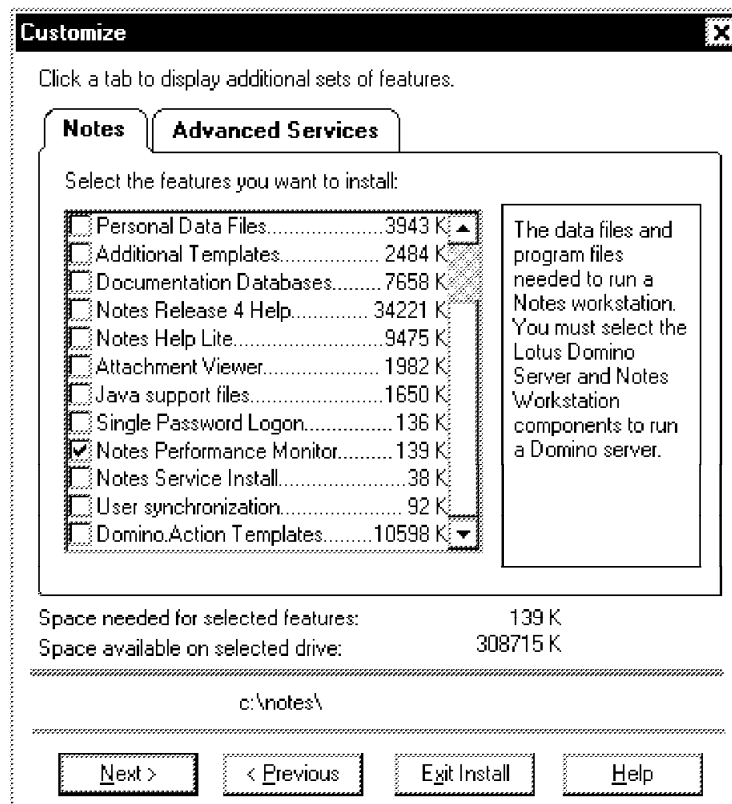 Customize
Click a tab to display additional sets of features.
Notes
Advanced Services
Select the features you want to install:
Personal Data Files....................3943 K
Additional Templates................... 2484 K
Documentation Databases.........7658 K
Notes Release 4 Help.............. 34221 K
Notes Help Lite...........................9475 K
Attachment Viewer...................... 1982 K
Java support files........................1650 K
Single Password Logon............. 136 K
Notes Performance Monitor.......... 139 K
Notes Service Install..................... 38 K
User synchronization...................... 92 K
Domino.Action Templates.........10598 K
The data files and
program files
needed to run a
Notes workstation.
You must select the
Lotus Domino
Server and Notes
Workstation
components to run
a Domino server.
Space needed for selected features: 139 K
Space available on selected drive: 308715 K
c:\notes\
Next >
< Previous
Exit Install
Help